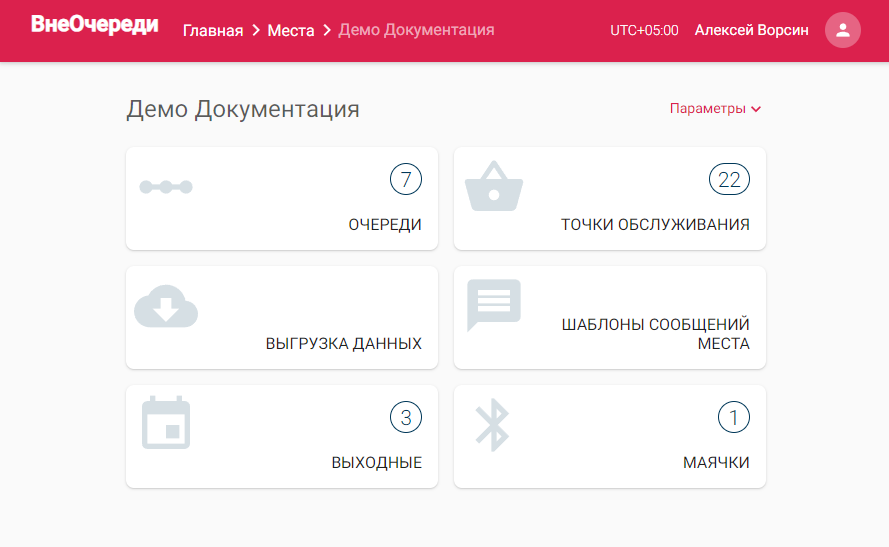 ВнеОчереди
Главная
Места
Демо Документация
UTC+05:00
Алексей Ворсин
Демо Документация
Параметры
7
ОЧЕРЕДИ
22
ТОЧКИ ОБСЛУЖИВАНИЯ
ВЫГРУЗКА ДАННЫХ
ШАБЛОНЫ СООБЩЕНИЙ
МЕСТА
3
ВЫХОДНЫЕ
1
МАЯЧКИ